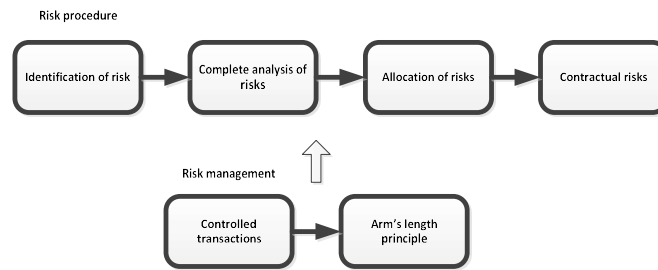 Risk procedure
Identification of risk
Complete analysis of
risks
Allocation of risks
Contractual risks
Risk management
Controlled
transactions
Arm's length
principle